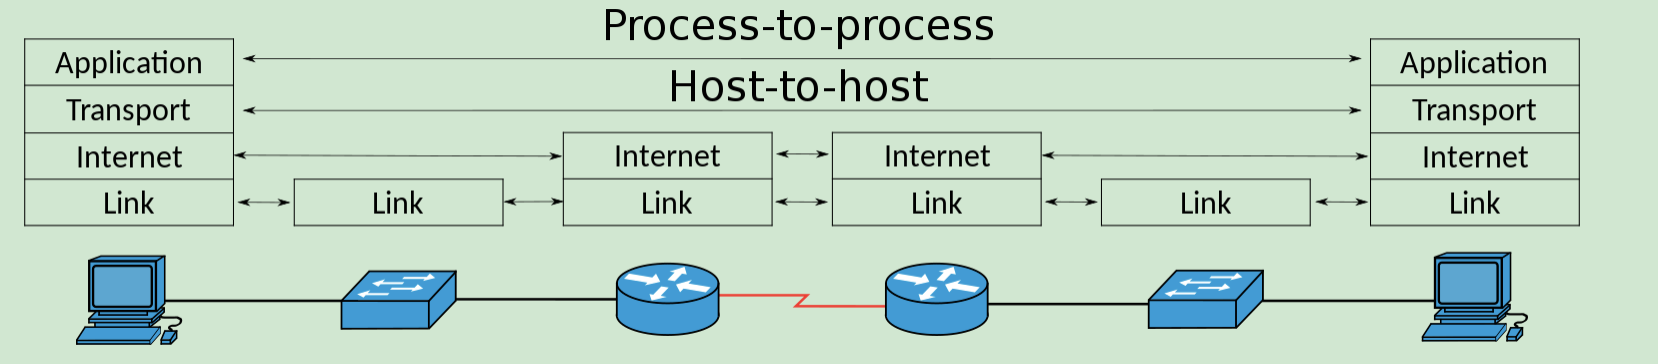 Process-to-process
Application Application
Host-to-host
Transport Transport
Internet Internet Internet Internet
Link Link Link Link Link Link